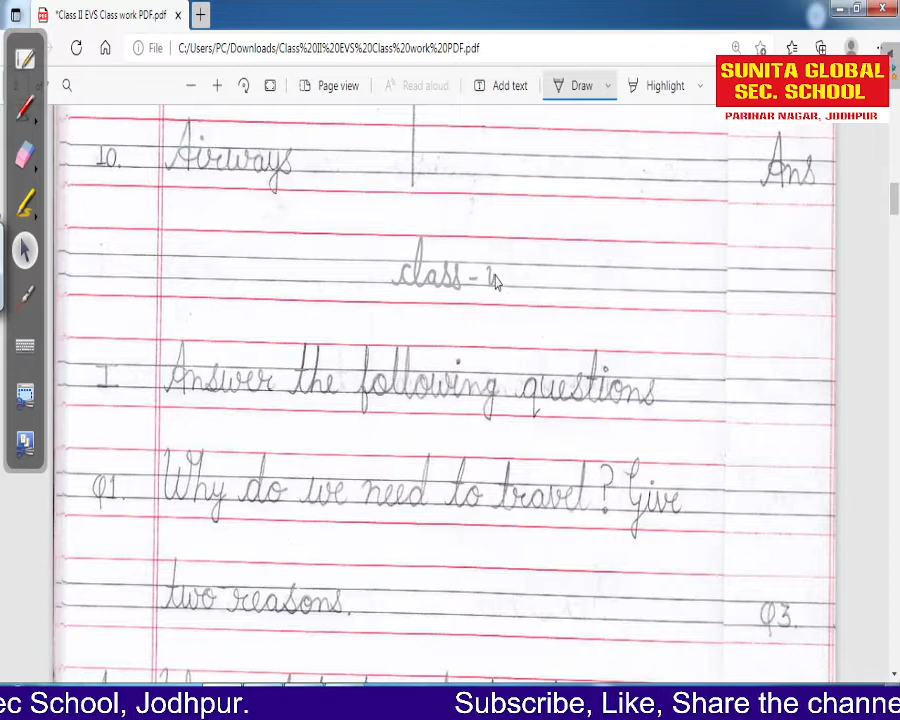 *Class II EVS Class work PDF.pdf
File C:/Users/PC/Downloads/Class%20II%20EVS%20Class%20work%20PDF.pdf
Page view
Read aloud
Add text
Draw
Highlight
SUNITA GLOBAL
SEC. SCHOOL
PARIHAR NAGAR, JODHPUR
10. Airways
Ans
Class -
I Answer the following questions
Q1. Why do we need to travel? Give
two reasons.
Q3.
ec School, Jodhpur. Subscribe, Like, Share the channe